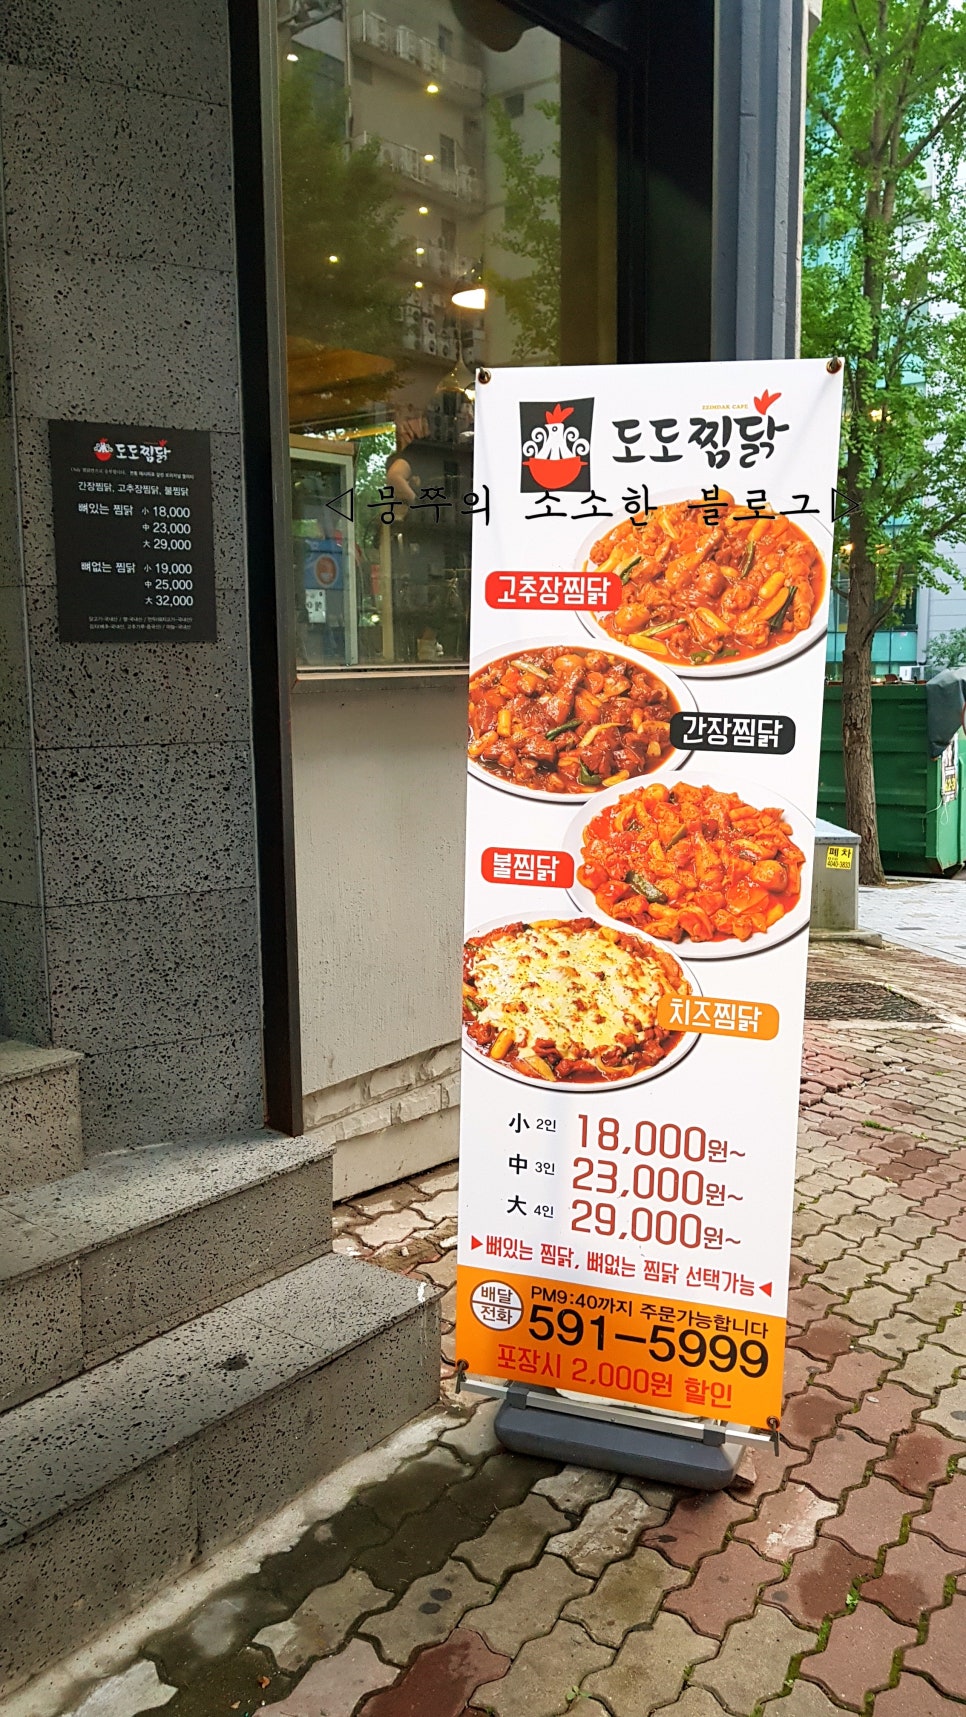 도도찜닭
간장찜닭, 고추장찜닭, 불찜닭
뼈있는 찜닭 小 18,000
中 23,000
大 29,000
뼈없는 찜닭 小 19,000
中 25,000
大 32,000
ZZIMDAK CAFE
도도찜닭
◁뭉쭈의 소소한 블로그▷
고추장찜닭
간장찜닭
불찜닭
치즈찜닭
小 2인 18,000원~
中 3인 23,000원~
大 4인 29,000원~
▶뼈있는 찜닭, 뼈없는 찜닭 선택가능◀
배달전화
PM9:40까지 주문가능합니다
591-5999
포장시 2,000원 할인
폐차